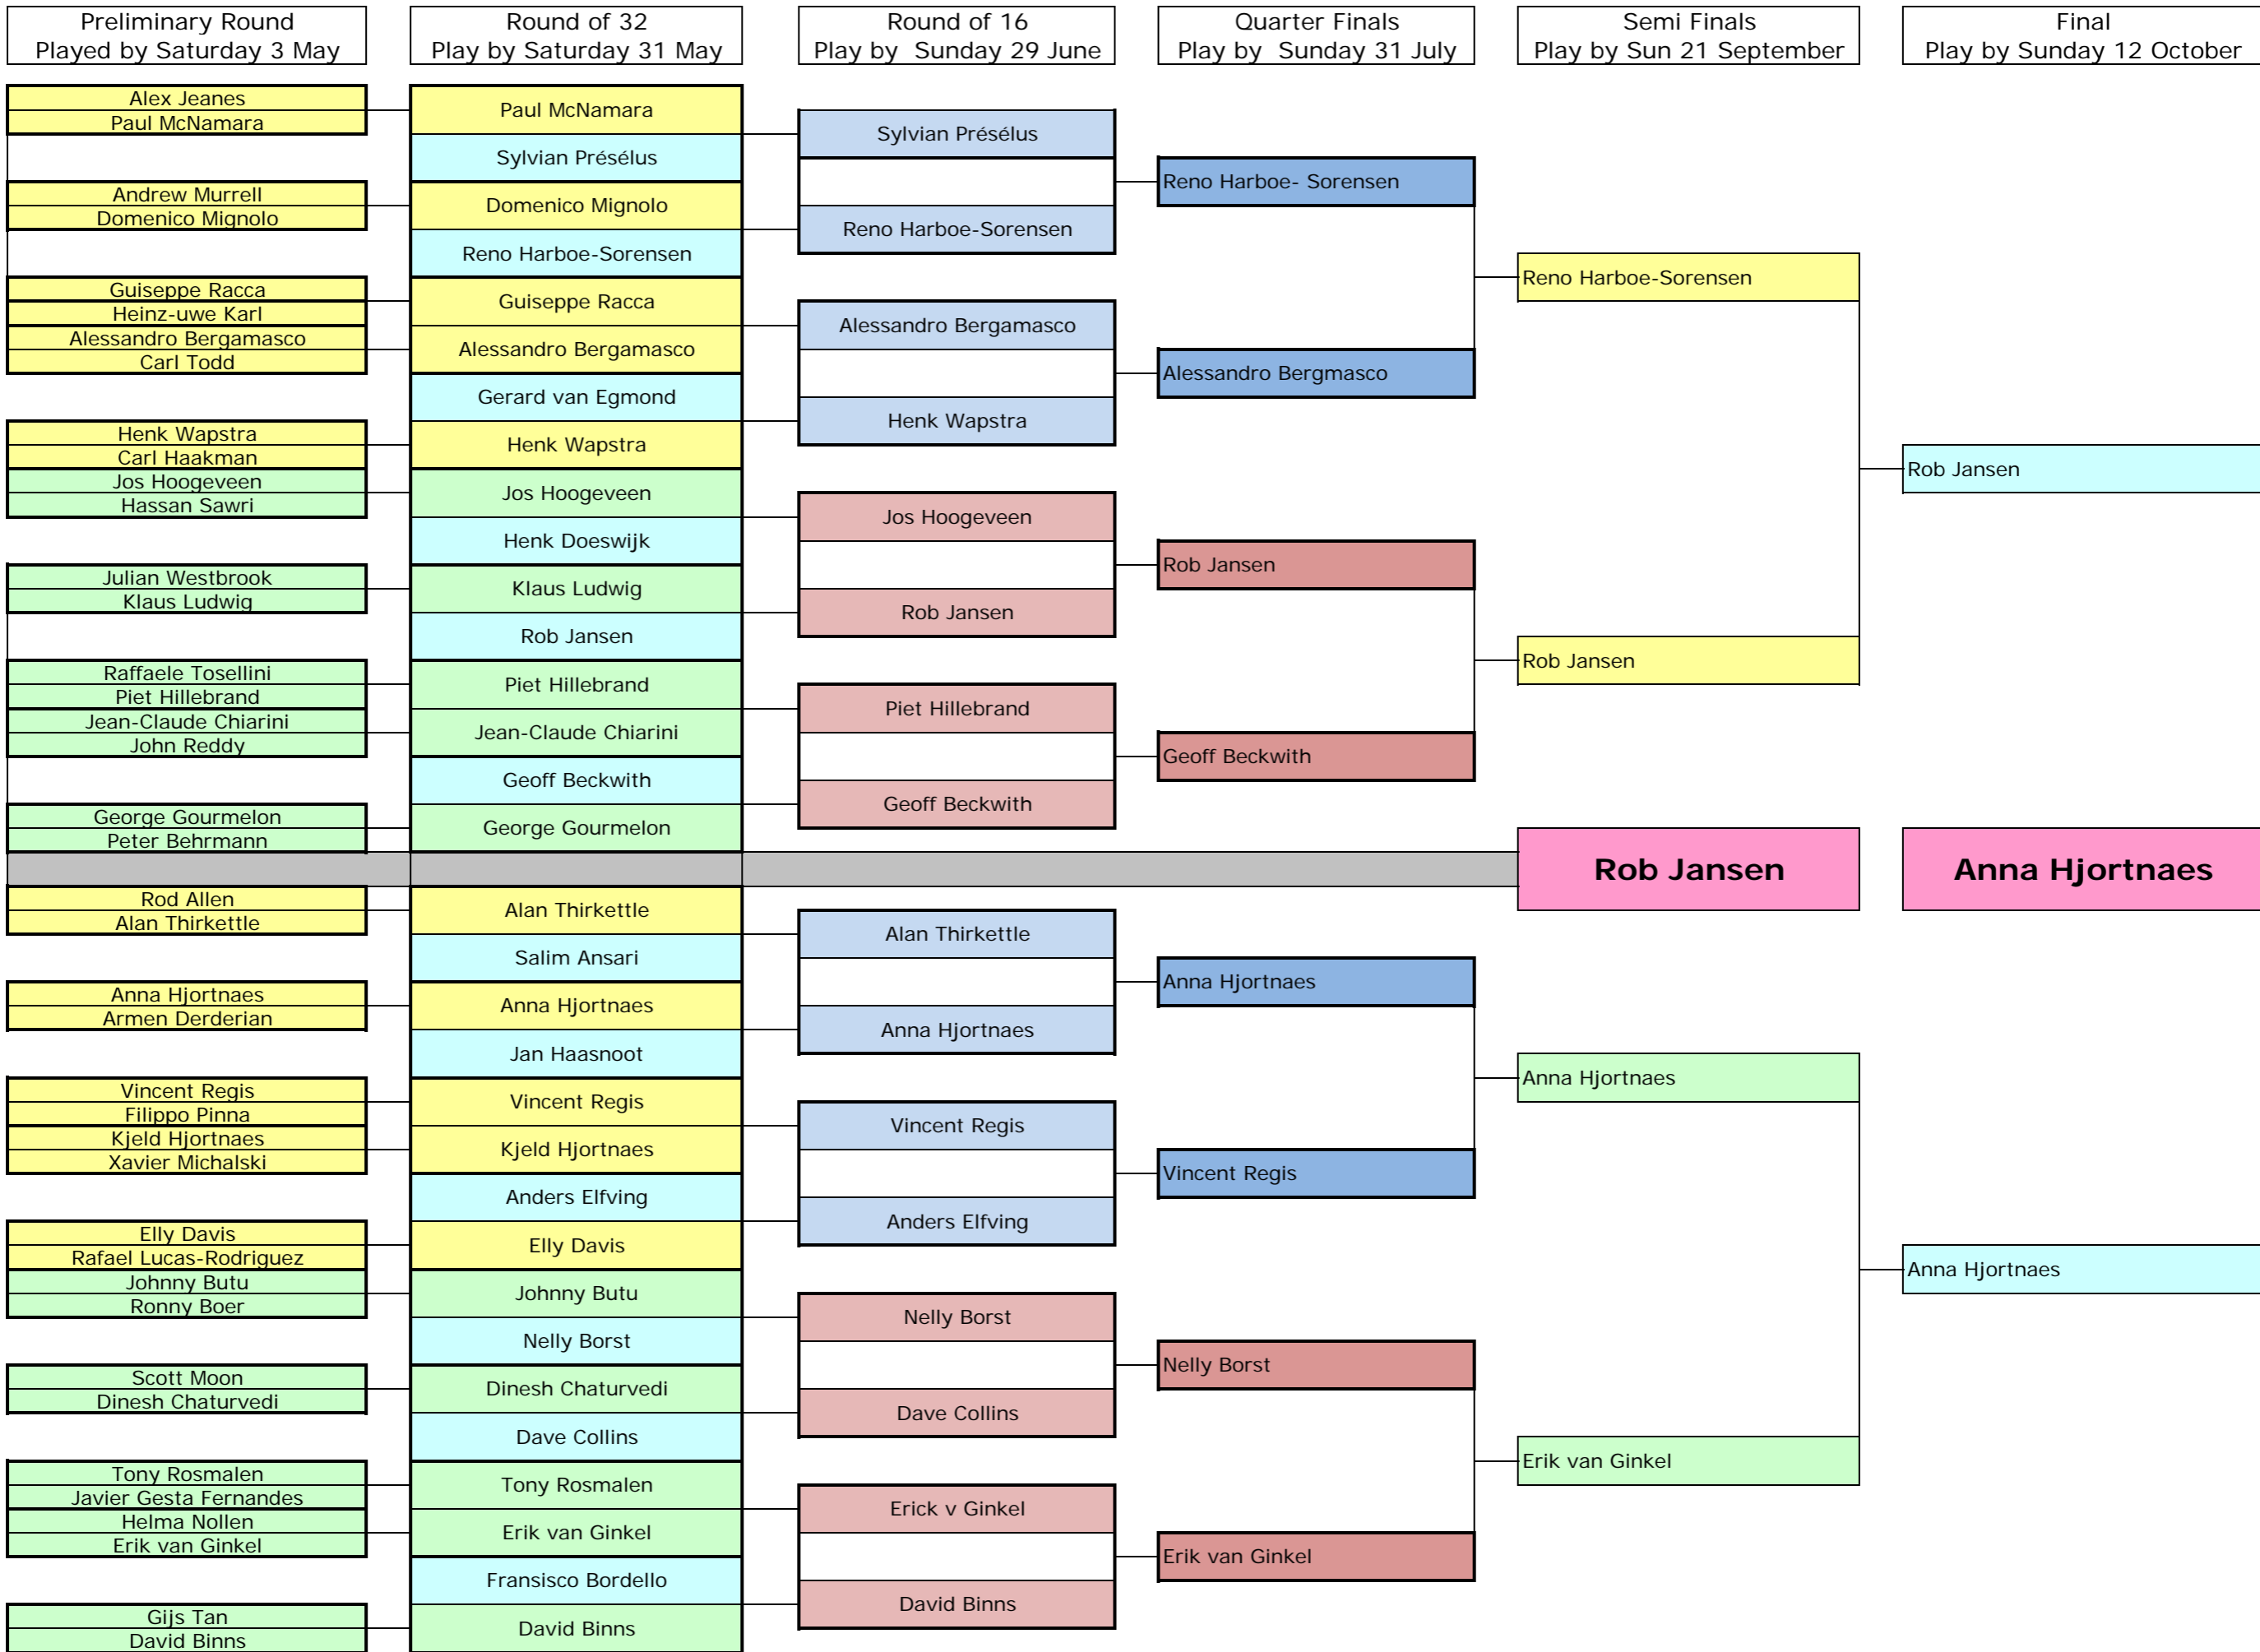 Preliminary Round
Played by Saturday 3 May
Round of 32
Play by Saturday 31 May
Round of 16
Play by  Sunday 29 June
Quarter Finals
Play by  Sunday 31 July
Semi Finals
Play by Sun 21 September
Final
Play by Sunday 12 October
Alex Jeanes
Paul McNamara
Andrew Murrell
Domenico Mignolo
Guiseppe Racca
Heinz-uwe Karl
Alessandro Bergamasco
Carl Todd
Henk Wapstra
Carl Haakman
Jos Hoogeveen
Hassan Sawri
Julian Westbrook
Klaus Ludwig
Raffaele Tosellini
Piet Hillebrand
Jean-Claude Chiarini
John Reddy
George Gourmelon
Peter Behrmann
Rod Allen
Alan Thirkettle
Anna Hjortnaes
Armen Derderian
Vincent Regis
Filippo Pinna
Kjeld Hjortnaes
Xavier Michalski
Elly Davis
Rafael Lucas-Rodriguez
Johnny Butu
Ronny Boer
Scott Moon
Dinesh Chaturvedi
Tony Rosmalen
Javier Gesta Fernandes
Helma Nollen
Erik van Ginkel
Gijs Tan
David Binns
Paul McNamara
Sylvian Présélus
Domenico Mignolo
Reno Harboe-Sorensen
Guiseppe Racca
Alessandro Bergamasco
Gerard van Egmond
Henk Wapstra
Jos Hoogeveen
Henk Doeswijk
Klaus Ludwig
Rob Jansen
Piet Hillebrand
Jean-Claude Chiarini
Geoff Beckwith
George Gourmelon
Alan Thirkettle
Salim Ansari
Anna Hjortnaes
Jan Haasnoot
Vincent Regis
Kjeld Hjortnaes
Anders Elfving
Elly Davis
Johnny Butu
Nelly Borst
Dinesh Chaturvedi
Dave Collins
Tony Rosmalen
Erik van Ginkel
Fransisco Bordello
David Binns
Sylvian Présélus
Reno Harboe-Sorensen
Alessandro Bergamasco
Henk Wapstra
Jos Hoogeveen
Rob Jansen
Piet Hillebrand
Geoff Beckwith
Alan Thirkettle
Anna Hjortnaes
Vincent Regis
Anders Elfving
Nelly Borst
Dave Collins
Erick v Ginkel
David Binns
Reno Harboe- Sorensen
Alessandro Bergmasco
Rob Jansen
Geoff Beckwith
Anna Hjortnaes
Vincent Regis
Nelly Borst
Erik van Ginkel
Reno Harboe-Sorensen
Rob Jansen
Rob Jansen
Anna Hjortnaes
Erik van Ginkel
Rob Jansen
Anna Hjortnaes
Anna Hjortnaes